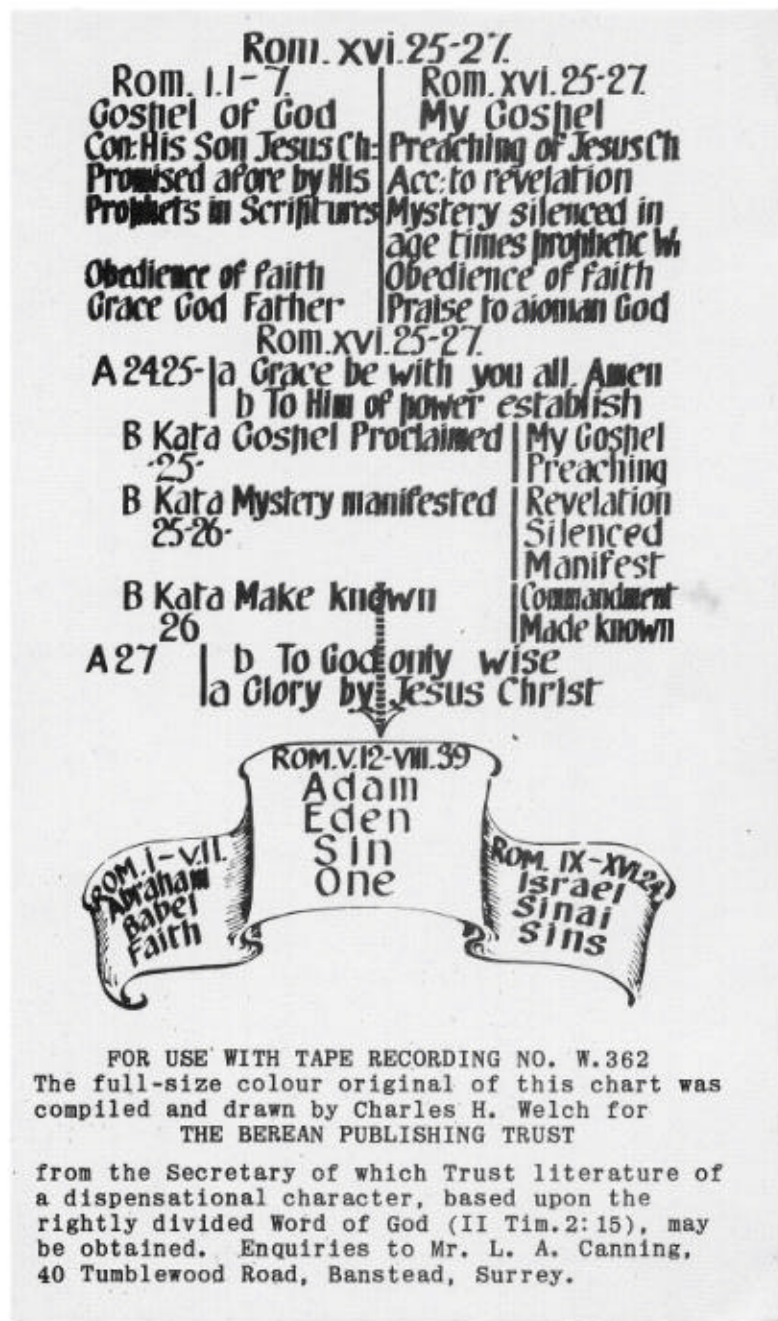 Rom. xvi. 25-27.
Rom. 1.1-7. Rom. xvi. 25-27.
Gospel of God My Gospel
Con: His Son Jesus Ch: Preaching of Jesus Ch
Promised afore by His Acc: to revelation
Prophets in Scriptures Mystery silenced in
age times prophetic W
Obedience of faith Obedience of faith
Grace God Father Praise to aionian God
Rom. xvi. 25-27.
A 24.25- a Grace be with you all. Amen
b To Him of power establish
B Kata Gospel Proclaimed My Gospel
-25- Preaching
B Kata Mystery manifested Revelation
25-26- Silenced
Manifest
B Kata Make known Commandment
26 Made known
A 27 b To God only wise
a Glory by Jesus Christ
ROM. V. 12-VIII. 39
Adam
Eden
Sin
One
ROM. I-V. 11.
Abraham
Babel
Faith
ROM. IX-XVI. 24.
Israel
Sinai
Sins
FOR USE WITH TAPE RECORDING NO. W.362
The full-size colour original of this chart was
compiled and drawn by Charles H. Welch for
THE BEREAN PUBLISHING TRUST
from the Secretary of which Trust literature of
a dispensational character, based upon the
rightly divided Word of God (II Tim.2:15), may
be obtained. Enquiries to Mr. L. A. Canning,
40 Tumblewood Road, Banstead, Surrey.